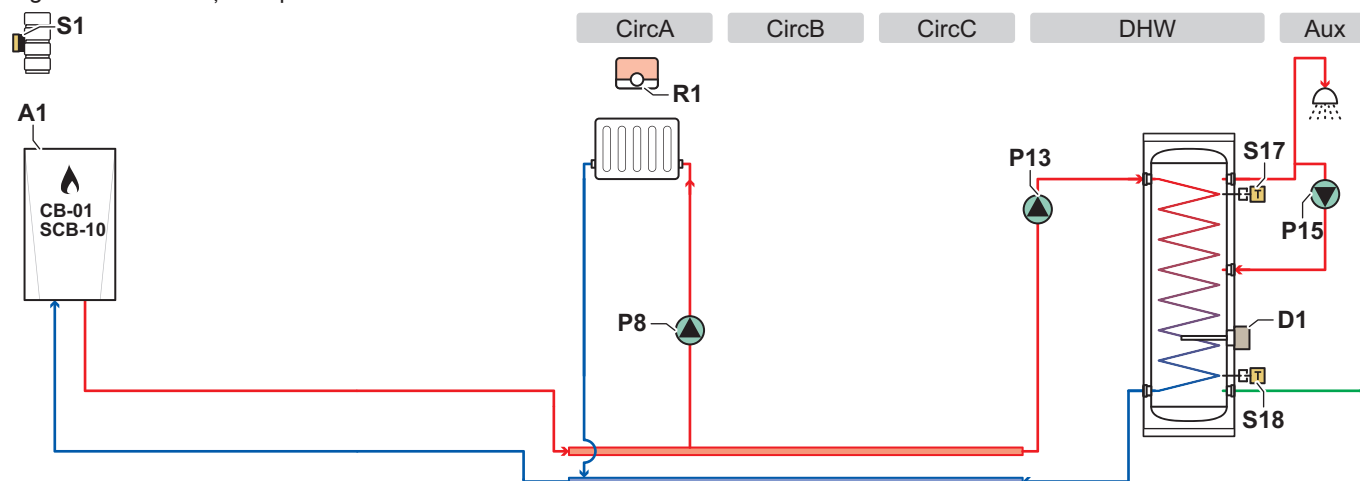 S1
CircA
CircB
CircC
DHW
Aux
R1
A1
CB-01
SCB-10
P13
S17
P15
P8
D1
S18
T
T